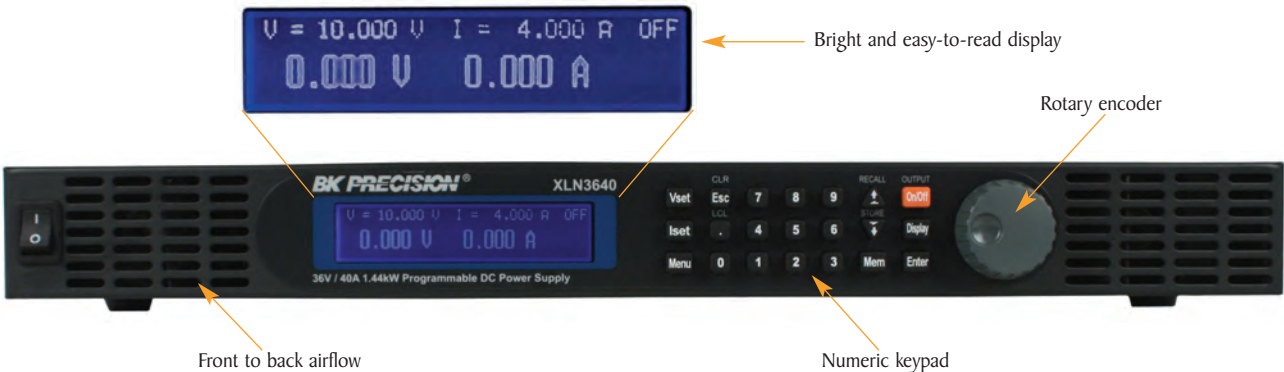 V = 10.000 V I = 4.000 A OFF
0.000 V 0.000 A
Bright and easy-to-read display
Rotary encoder
BK PRECISION® XLN3640
V = 10.000 V I = 4.000 A OFF
0.000 V 0.000 A
36V / 40A 1.44kW Programmable DC Power Supply
I
O
CLR RECALL OUTPUT
Vset Esc 7 8 9 On/Off
LCL STORE
Iset . 4 5 6 Display
Menu 0 1 2 3 Mem Enter
Front to back airflow
Numeric keypad